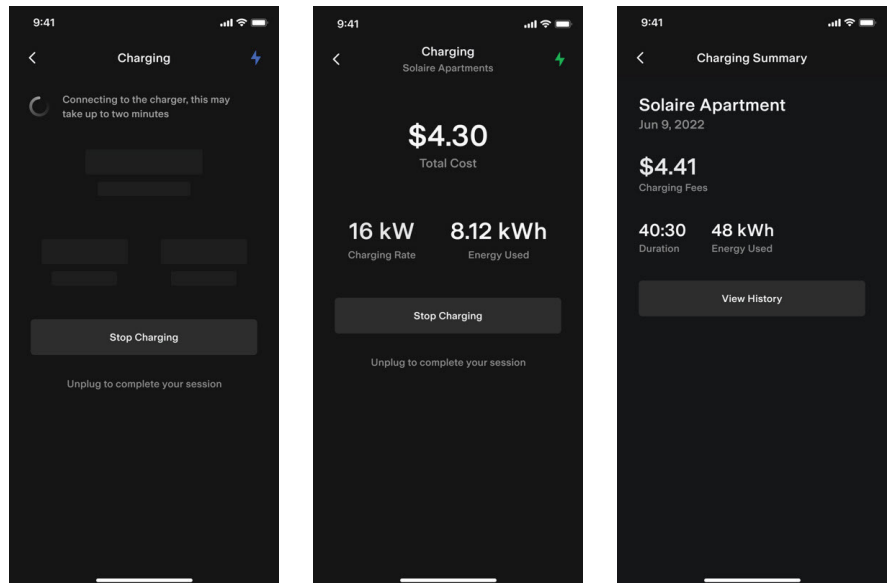 9:41
Charging
Connecting to the charger, this may
take up to two minutes
Stop Charging
Unplug to complete your session
9:41
Charging
Solaire Apartments
$4.30
Total Cost
16 kW 8.12 kWh
Charging Rate Energy Used
Stop Charging
Unplug to complete your session
9:41
Charging Summary
Solaire Apartment
Jun 9, 2022
$4.41
Charging Fees
40:30 48 kWh
Duration Energy Used
View History